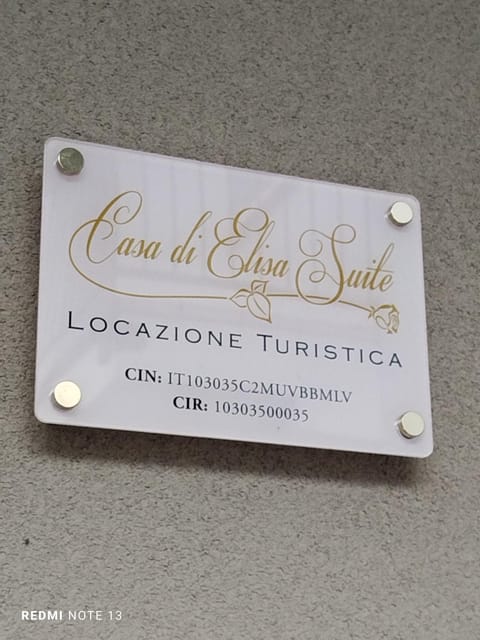 Casa di Elisa Suite
LOCAZIONE TURISTICA
CIN: IT103035C2MUVBBMLV
CIR: 10303500035
REDMI NOTE 13